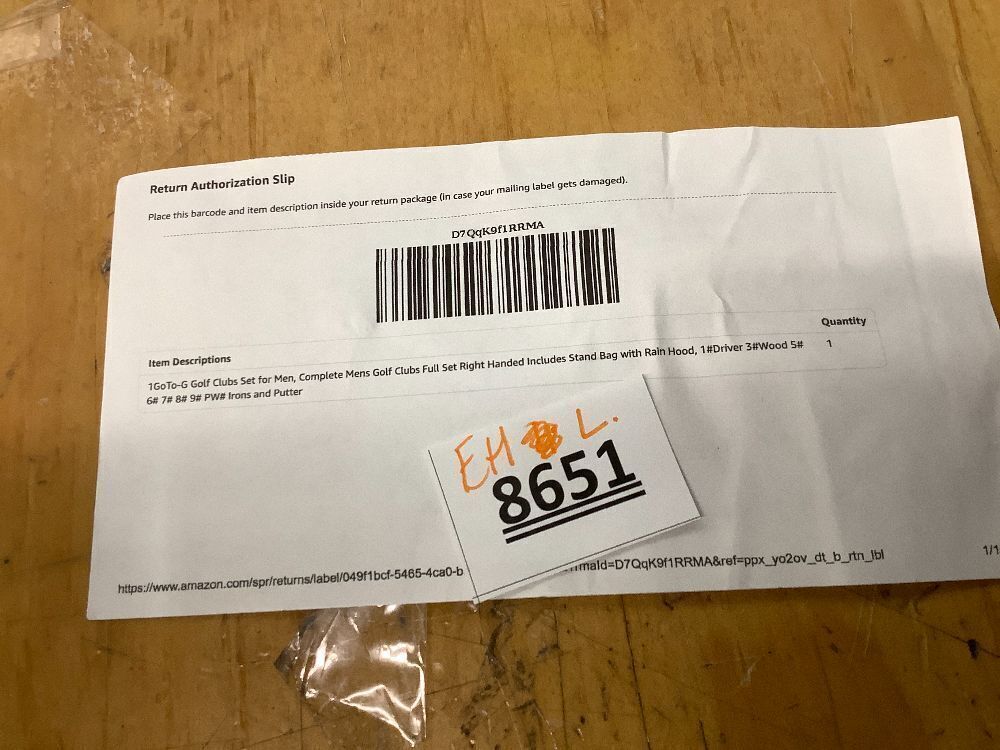 Return Authorization Slip
Place this barcode and item description inside your return package (in case your mailing label gets damaged).
D7QqK9f1RRMA
Quantity
Item Descriptions
1GoTo-G Golf Clubs Set for Men, Complete Mens Golf Clubs Full Set Right Handed Includes Stand Bag with Rain Hood, 1#Driver 3#Wood 5# 1
6# 7# 8# 9# PW# Irons and Putter
EH L.
8651
https://www.amazon.com/spr/returns/label/049f1bcf-5465-4ca0-b
rmaId=D7QqK9f1RRMA&ref=ppx_yo2ov_dt_b_rtn_lbl
1/1